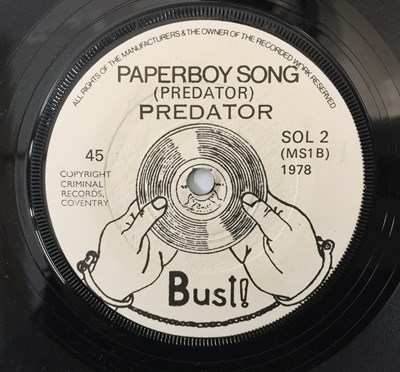 ALL RIGHTS OF THE MANUFACTURERS & THE OWNER OF THE RECORDED WORK RESERVED
PAPERBOY SONG
(PREDATOR)
PREDATOR
45
SOL 2
(MS1B)
1978
COPYRIGHT
CRIMINAL
RECORDS,
COVENTRY
Bust!